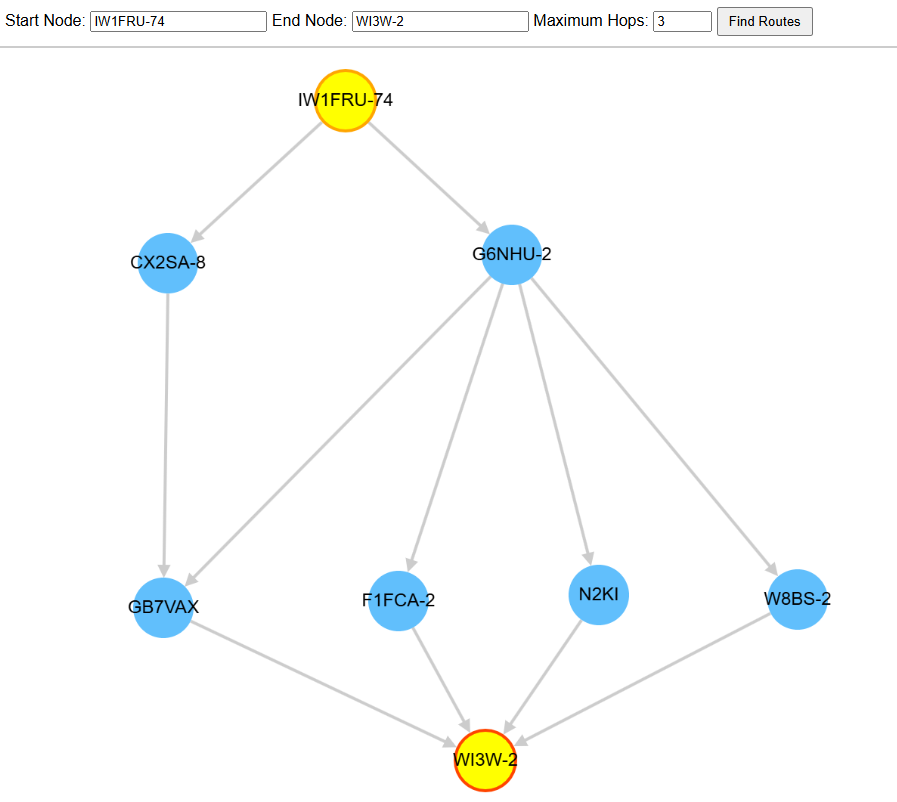 Start Node: IW1FRU-74 End Node: WI3W-2 Maximum Hops: 3 Find Routes
IW1FRU-74
CX2SA-8
G6NHU-2
GB7VAX
F1FCA-2
N2KI
W8BS-2
WI3W-2